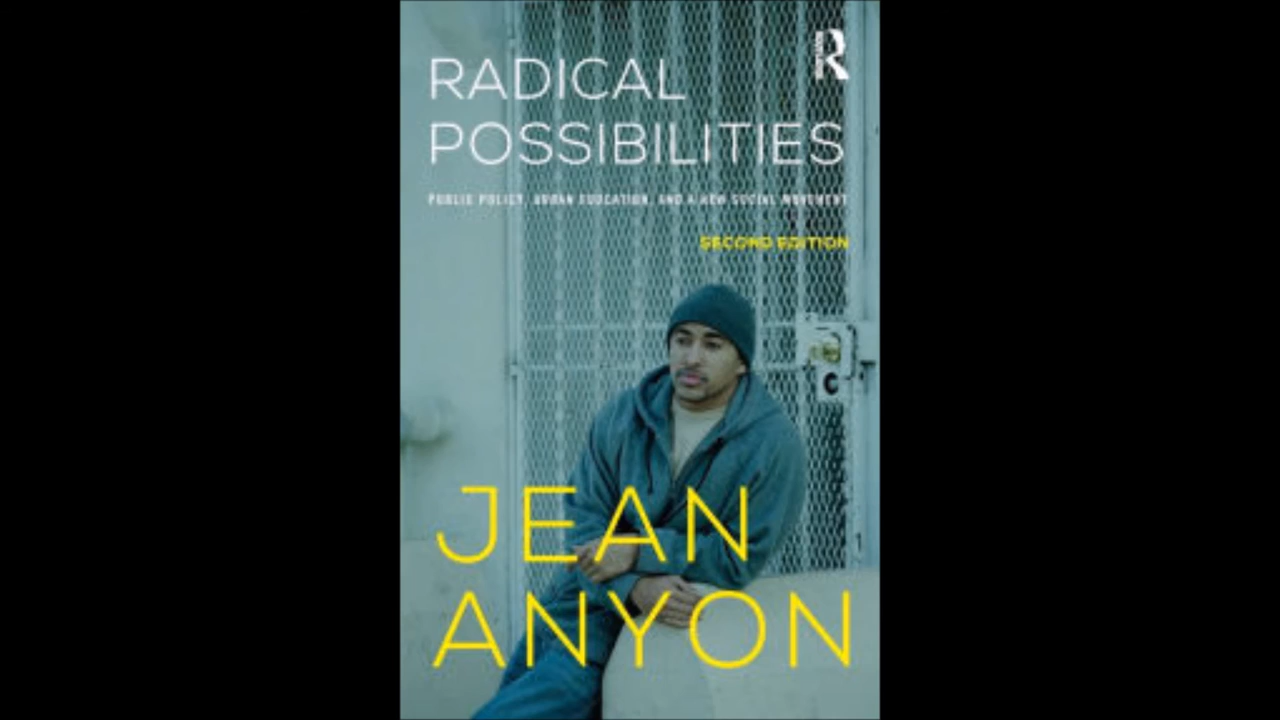 RADICAL
POSSIBILITIES
PUBLIC POLICY, URBAN EDUCATION, AND A NEW SOCIAL MOVEMENT
SECOND EDITION
JEAN
ANYON